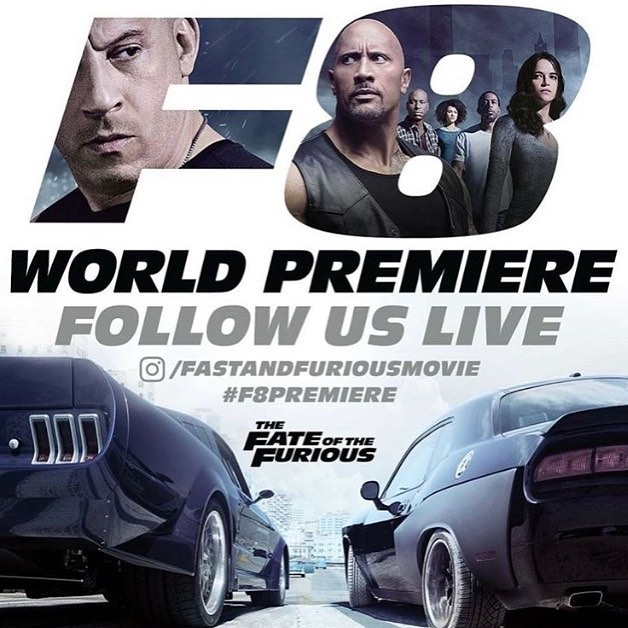 F8
WORLD PREMIERE
FOLLOW US LIVE
/FASTANDFURIOUSMOVIE
#F8PREMIERE
THE
FATE OF THE
FURIOUS